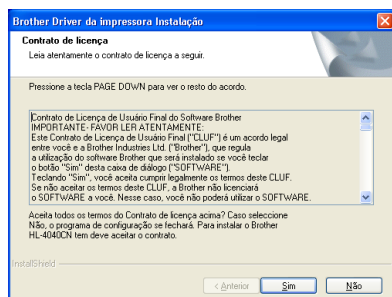 Brother Driver da impressora Instalação
Contrato de licença
Leia atentamente o contrato de licença a seguir.
Pressione a tecla PAGE DOWN para ver o resto do acordo.
Contrato de Licença de Usuário Final do Software Brother
IMPORTANTE- FAVOR LER ATENTAMENTE:
Este Contrato de Licença de Usuário Final ("CLUF") é um acordo legal
entre você e a Brother Industries Ltd. ("Brother"), que regula
a utilização do software Brother que será instalado se você teclar
o botão "Sim" desta caixa de diálogo ("SOFTWARE").
Teclando "Sim", você aceita cumprir legalmente os termos deste CLUF.
Se não aceitar os termos deste CLUF, a Brother não licenciará
o SOFTWARE a você. Nesse caso, você não poderá utilizar o SOFTWARE.
Aceita todos os termos do Contrato de licença acima? Caso seleccione
Não, o programa de configuração se fechará. Para instalar o Brother
HL-4040CN tem deve aceitar o contrato.
InstallShield
< Anterior Sim Não